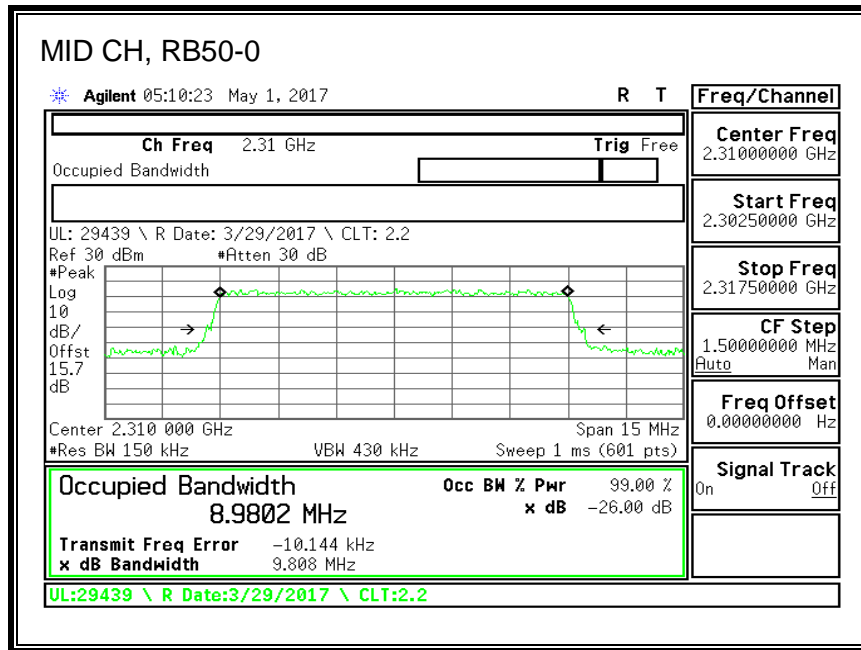 MID CH, RB50-0
Agilent 05:10:23 May 1, 2017 R T
Ch Freq 2.31 GHz Trig Free
Occupied Bandwidth
UL: 29439 \ R Date: 3/29/2017 \ CLT: 2.2
Ref 30 dBm #Atten 30 dB
#Peak
Log
10
dB/
Offst
15.7
dB
Center 2.310 000 GHz Span 15 MHz
#Res BW 150 kHz VBW 430 kHz Sweep 1 ms (601 pts)
Occupied Bandwidth Occ BW % Pwr 99.00 %
8.9802 MHz x dB -26.00 dB
Transmit Freq Error -10.144 kHz
x dB Bandwidth 9.808 MHz
UL:29439 \ R Date:3/29/2017 \ CLT:2.2
Freq/Channel
Center Freq
2.31000000 GHz
Start Freq
2.30250000 GHz
Stop Freq
2.31750000 GHz
CF Step
1.50000000 MHz
Auto Man
Freq Offset
0.00000000 Hz
Signal Track
On Off